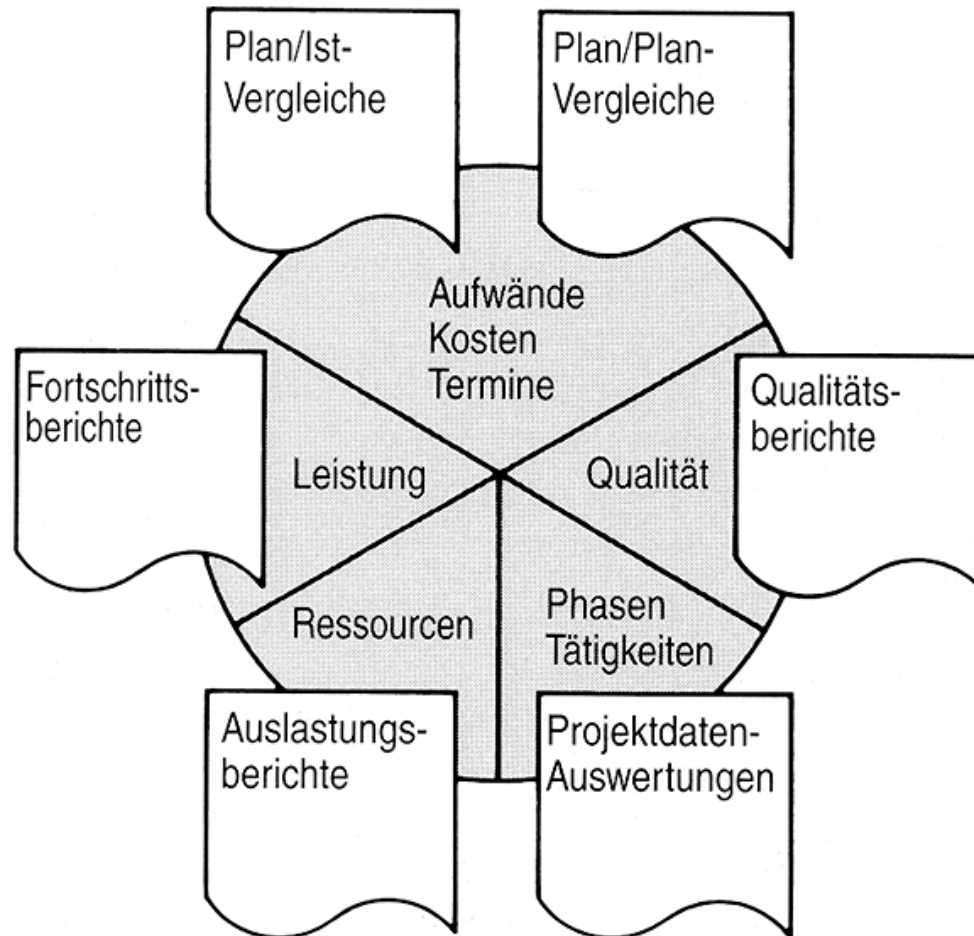 Plan/Ist-
Vergleiche
Plan/Plan-
Vergleiche
Aufwände
Kosten
Termine
Fortschritts-
berichte
Leistung
Qualität
Qualitäts-
berichte
Ressourcen
Phasen
Tätigkeiten
Auslastungs-
berichte
Projektdaten-
Auswertungen